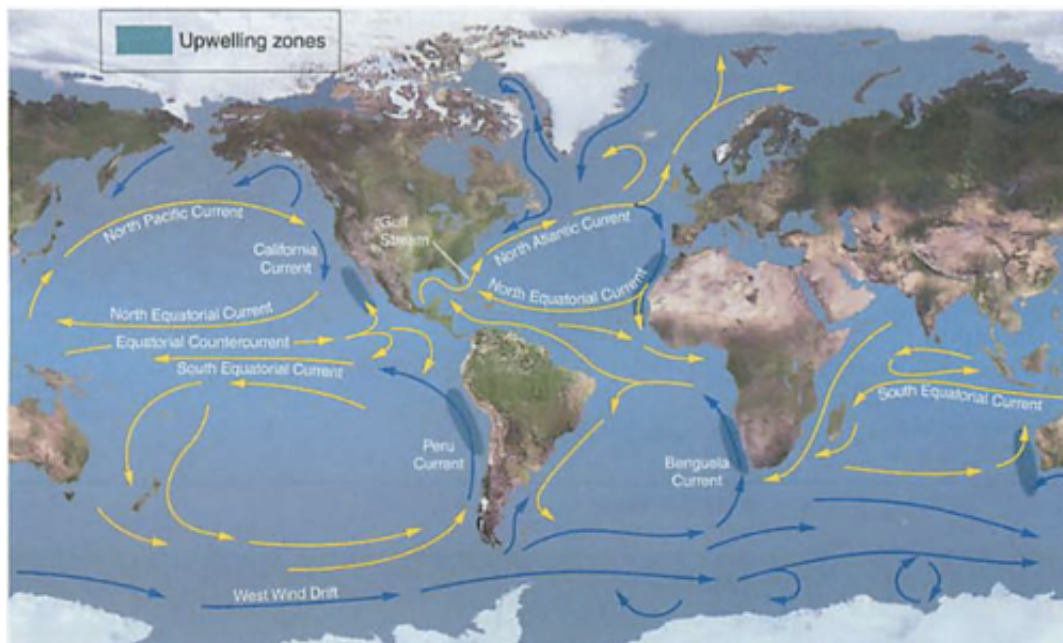 Upwelling zones
North Pacific Current
California
Current
Gulf
Stream
North Atlantic Current
North Equatorial Current
North Equatorial Current
Equatorial Countercurrent
South Equatorial Current
South Equatorial Current
Peru
Current
Benguela
Current
West Wind Drift